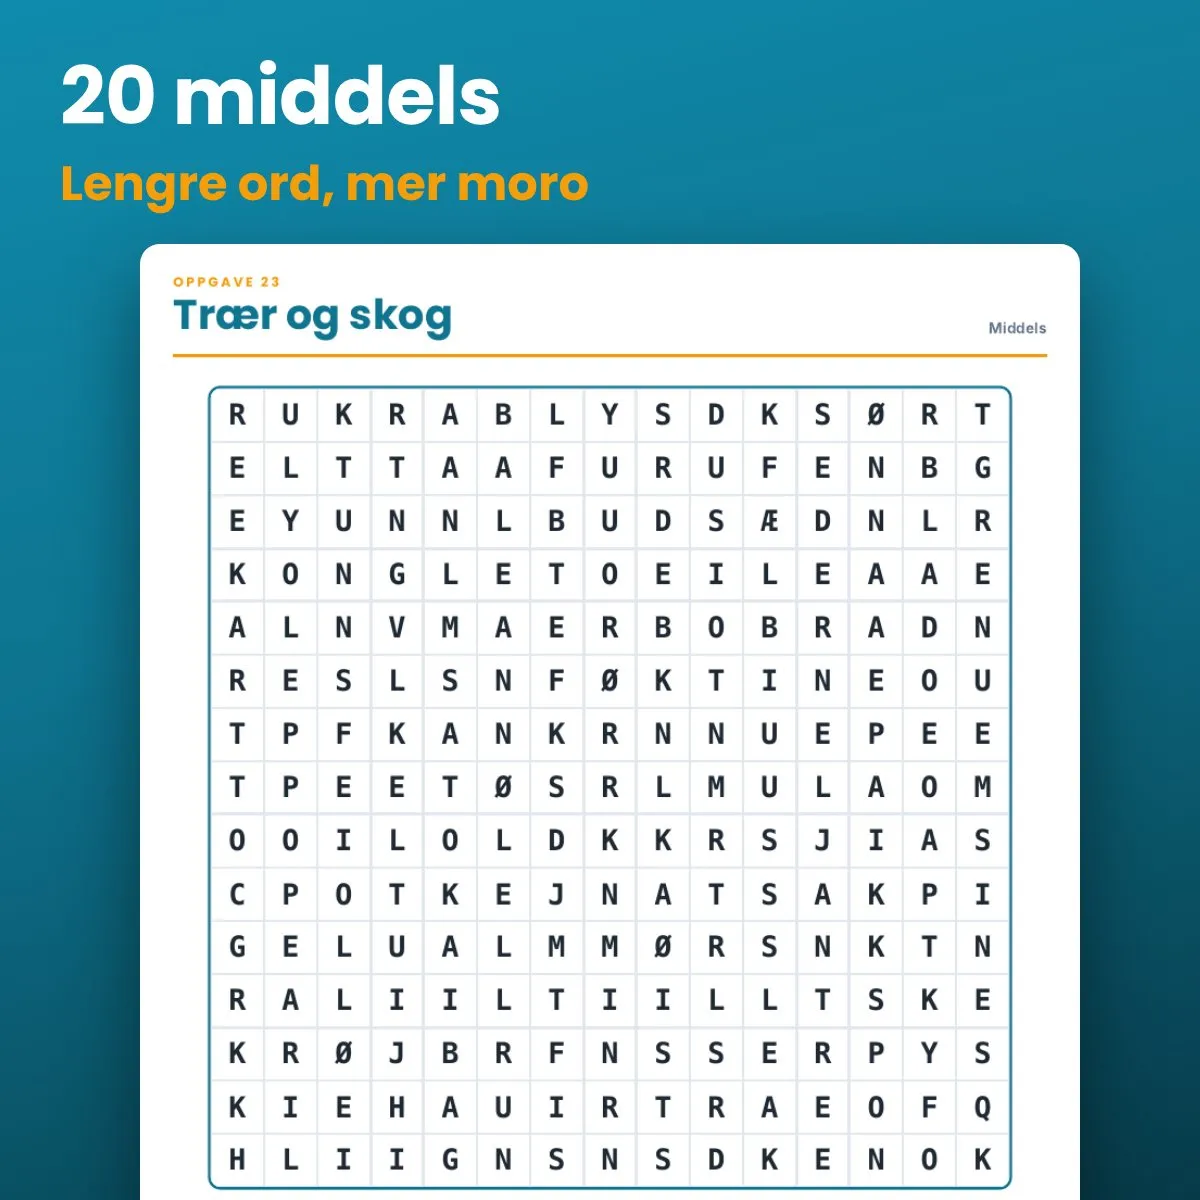 20 middels
Lengre ord, mer moro
OPPGAVE 23
Trær og skog
Middels
R U K R A B L Y S D K S Ø R T
E L T T A A F U R U F E N B G
E Y U N N L B U D S Æ D N L R
K O N G L E T O E I L E A A E
A L N V M A E R B O B R A D N
R E S L S N F Ø K T I N E O U
T P F K A N K R N N U E P E E
T P E E T Ø S R L M U L A O M
O O I L O L D K K R S J I A S
C P O T K E J N A T S A K P I
G E L U A L M M Ø R S N K T N
R A L I I L T I I L L T S K E
K R Ø J B R F N S S E R P Y S
K I E H A U I R T R A E O F Q
H L I I G N S N S D K E N O K